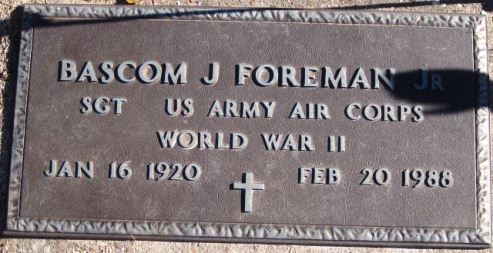 BASCOM J FOREMAN JR
SGT US ARMY AIR CORPS
WORLD WAR II
JAN 16 1920 FEB 20 1988